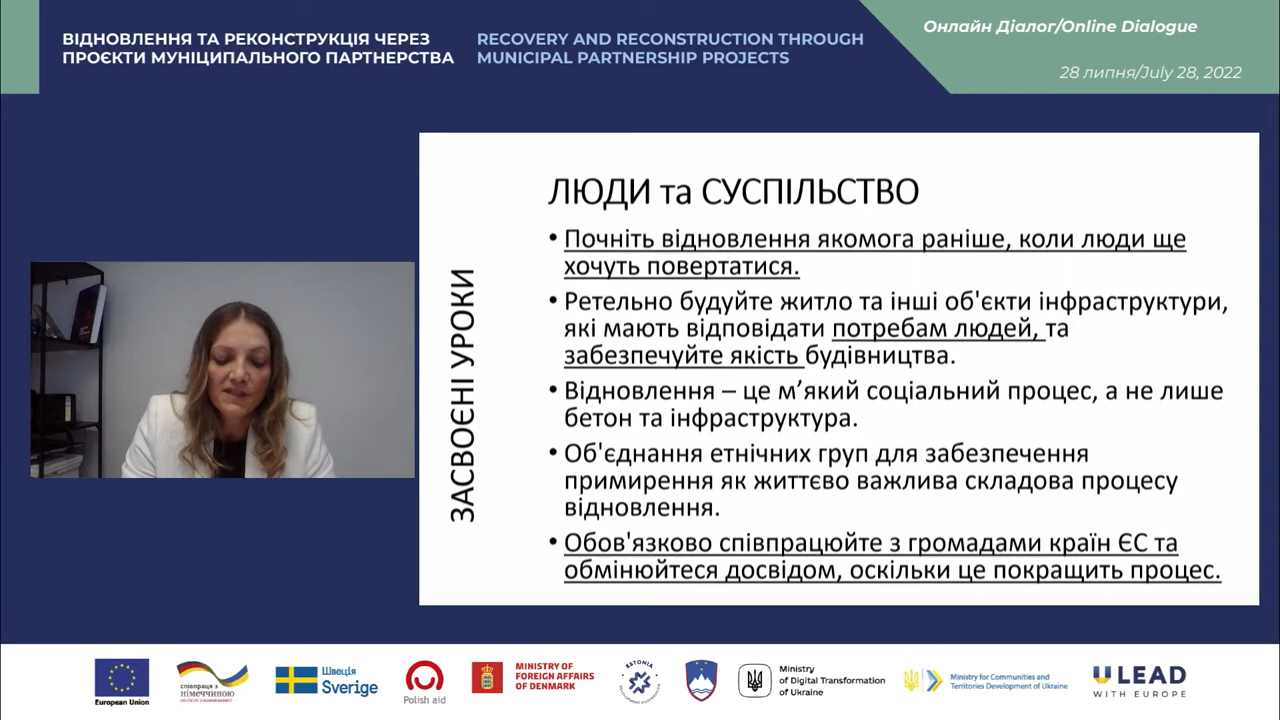 ВІДНОВЛЕННЯ ТА РЕКОНСТРУКЦІЯ ЧЕРЕЗ
ПРОЄКТИ МУНІЦИПАЛЬНОГО ПАРТНЕРСТВА
RECOVERY AND RECONSTRUCTION THROUGH
MUNICIPAL PARTNERSHIP PROJECTS
Онлайн Діалог/Online Dialogue
28 липня/July 28, 2022
ЗАСВОЄНІ УРОКИ
ЛЮДИ та СУСПІЛЬСТВО
• Почніть відновлення якомога раніше, коли люди ще
хочуть повертатися.
• Ретельно будуйте житло та інші об'єкти інфраструктури,
які мають відповідати потребам людей, та
забезпечуйте якість будівництва.
• Відновлення – це м’який соціальний процес, а не лише
бетон та інфраструктура.
• Об'єднання етнічних груп для забезпечення
примирення як життєво важлива складова процесу
відновлення.
• Обов'язково співпрацюйте з громадами країн ЄС та
обмінюйтеся досвідом, оскільки це покращить процес.
European Union
співпраця з
НІМЕЧЧИНОЮ
Швеція
Sverige
Polish aid
MINISTRY OF
FOREIGN AFFAIRS
OF DENMARK
ESTONIA
Ministry
of Digital Transformation
of Ukraine
Ministry for Communities and
Territories Development of Ukraine
U LEAD
WITH EUROPE